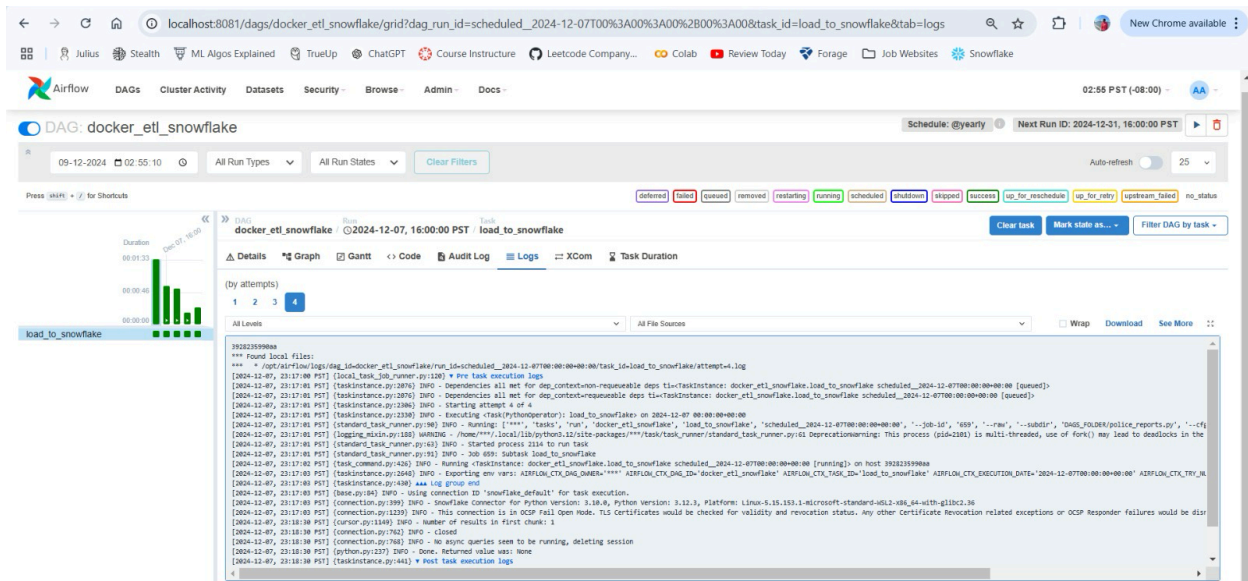 localhost:8081/dags/docker_etl_snowflake/grid?dag_run_id=scheduled__2024-12-07T00%3A00%3A00%2B00%3A00&task_id=load_to_snowflake&tab=logs
New Chrome available
Julius Stealth ML Algos Explained TrueUp ChatGPT Course Instructure Leetcode Company... Colab Review Today Forage Job Websites Snowflake
Airflow DAGs Cluster Activity Datasets Security Browse Admin Docs 02:55 PST (-08:00) AA
DAG: docker_etl_snowflake Schedule: @yearly Next Run ID: 2024-12-31, 16:00:00 PST
09-12-2024 02:55:10 All Run Types All Run States Clear Filters Auto-refresh 25
Press shift + / for Shortcuts deferred failed queued removed restarting running scheduled shutdown skipped success up_for_reschedule up_for_retry upstream_failed no_status
DAG Run Task
docker_etl_snowflake / 2024-12-07, 16:00:00 PST / load_to_snowflake Clear task Mark state as... Filter DAG by task
Duration Dec 07, 16:00
00:01:33
00:00:46
00:00:00
load_to_snowflake
Details Graph Gantt Code Audit Log Logs XCom Task Duration
(by attempts)
1 2 3 4
All Levels All File Sources Wrap Download See More
3928235990aa
*** Found local files:
*** * /opt/airflow/logs/dag_id=docker_etl_snowflake/run_id=scheduled__2024-12-07T00:00:00+00:00/task_id=load_to_snowflake/attempt=4.log
[2024-12-07, 23:17:00 PST] {local_task_job_runner.py:120} ▼ Pre task execution logs
[2024-12-07, 23:17:01 PST] {taskinstance.py:2076} INFO - Dependencies all met for dep_context=non-requeueable deps ti=<TaskInstance: docker_etl_snowflake.load_to_snowflake scheduled__2024-12-07T00:00:00+00:00 [queued]>
[2024-12-07, 23:17:01 PST] {taskinstance.py:2076} INFO - Dependencies all met for dep_context=requeueable deps ti=<TaskInstance: docker_etl_snowflake.load_to_snowflake scheduled__2024-12-07T00:00:00+00:00 [queued]>
[2024-12-07, 23:17:01 PST] {taskinstance.py:2306} INFO - Starting attempt 4 of 4
[2024-12-07, 23:17:01 PST] {taskinstance.py:2330} INFO - Executing <Task(PythonOperator): load_to_snowflake> on 2024-12-07 00:00:00+00:00
[2024-12-07, 23:17:01 PST] {standard_task_runner.py:90} INFO - Running: ['***', 'tasks', 'run', 'docker_etl_snowflake', 'load_to_snowflake', 'scheduled__2024-12-07T00:00:00+00:00', '--job-id', '659', '--raw', '--subdir', 'DAGS_FOLDER/police_reports.py', '--cfg
[2024-12-07, 23:17:01 PST] {logging_mixin.py:188} WARNING - /home/***/.local/lib/python3.12/site-packages/***/task/task_runner/standard_task_runner.py:61 DeprecationWarning: This process (pid=2101) is multi-threaded, use of fork() may lead to deadlocks in the
[2024-12-07, 23:17:01 PST] {standard_task_runner.py:63} INFO - Started process 2114 to run task
[2024-12-07, 23:17:01 PST] {standard_task_runner.py:91} INFO - Job 659: Subtask load_to_snowflake
[2024-12-07, 23:17:02 PST] {task_command.py:426} INFO - Running <TaskInstance: docker_etl_snowflake.load_to_snowflake scheduled__2024-12-07T00:00:00+00:00 [running]> on host 3928235990aa
[2024-12-07, 23:17:03 PST] {taskinstance.py:2648} INFO - Exporting env vars: AIRFLOW_CTX_DAG_OWNER='***' AIRFLOW_CTX_DAG_ID='docker_etl_snowflake' AIRFLOW_CTX_TASK_ID='load_to_snowflake' AIRFLOW_CTX_EXECUTION_DATE='2024-12-07T00:00:00+00:00' AIRFLOW_CTX_TRY_NU
[2024-12-07, 23:17:03 PST] {taskinstance.py:430} ▲▲▲ Log group end
[2024-12-07, 23:17:03 PST] {base.py:84} INFO - Using connection ID 'snowflake_default' for task execution.
[2024-12-07, 23:17:03 PST] {connection.py:399} INFO - Snowflake Connector for Python Version: 3.10.0, Python Version: 3.12.3, Platform: Linux-5.15.153.1-microsoft-standard-WSL2-x86_64-with-glibc2.36
[2024-12-07, 23:17:03 PST] {connection.py:1239} INFO - This connection is in OCSP Fail Open Mode. TLS Certificates would be checked for validity and revocation status. Any other Certificate Revocation related exceptions or OCSP Responder failures would be disr
[2024-12-07, 23:18:30 PST] {cursor.py:1149} INFO - Number of results in first chunk: 1
[2024-12-07, 23:18:30 PST] {connection.py:762} INFO - closed
[2024-12-07, 23:18:30 PST] {connection.py:768} INFO - No async queries seem to be running, deleting session
[2024-12-07, 23:18:30 PST] {python.py:237} INFO - Done. Returned value was: None
[2024-12-07, 23:18:30 PST] {taskinstance.py:441} ▼ Post task execution logs